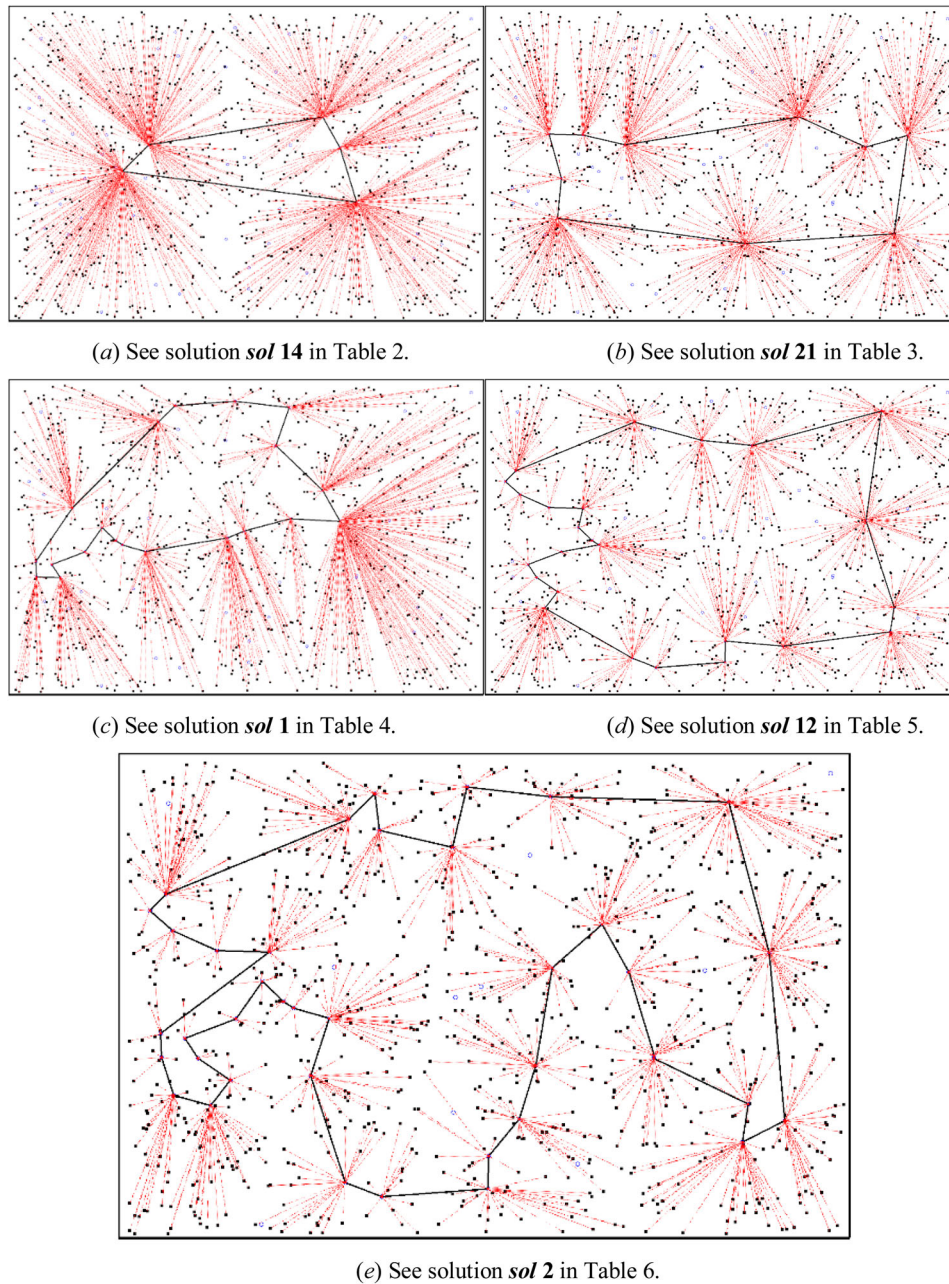 (a) See solution sol 14 in Table 2.
(b) See solution sol 21 in Table 3.
(c) See solution sol 1 in Table 4.
(d) See solution sol 12 in Table 5.
(e) See solution sol 2 in Table 6.